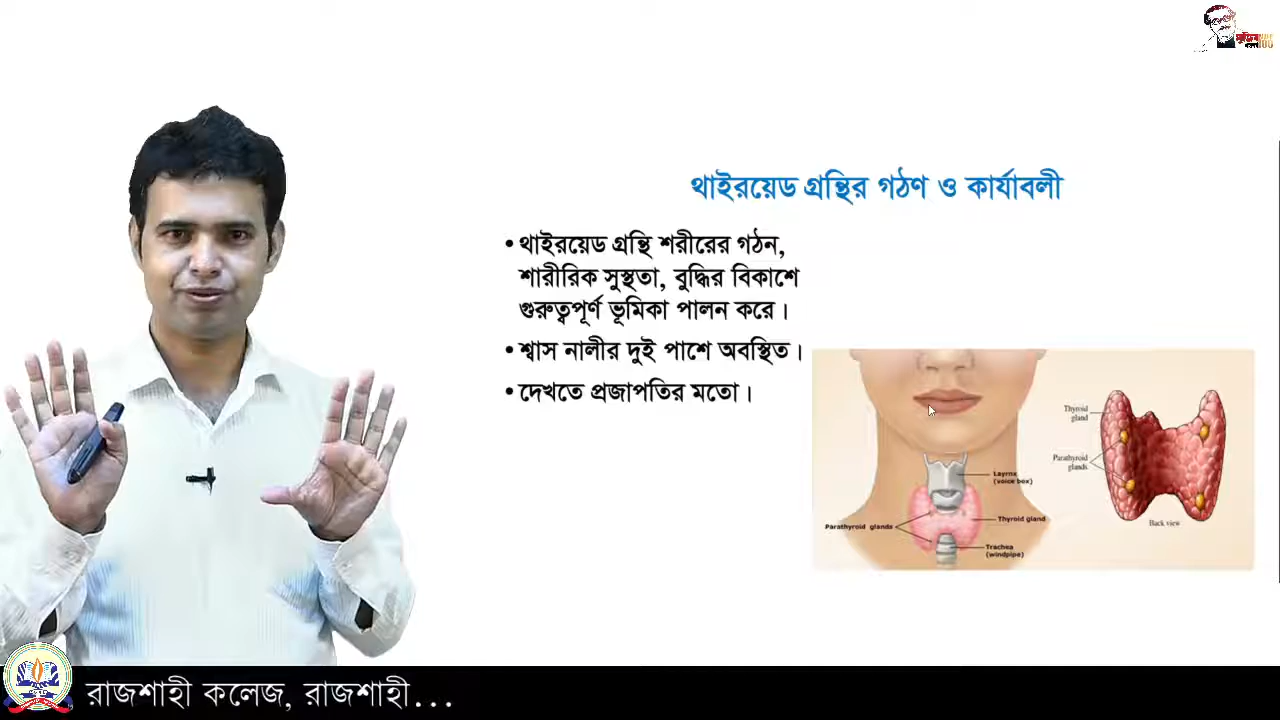 থাইরয়েড গ্রন্থির গঠণ ও কার্যাবলী
• থাইরয়েড গ্রন্থি শরীরের গঠন,
শারীরিক সুস্থতা, বুদ্ধির বিকাশে
গুরুত্বপূর্ণ ভূমিকা পালন করে।
• শ্বাস নালীর দুই পাশে অবস্থিত।
• দেখতে প্রজাপতির মতো।
Larynx
(voice box)
Parathyroid glands
Thyroid gland
Trachea
(windpipe)
Thyroid
gland
Parathyroid
glands
Back view
রাজশাহী কলেজ, রাজশাহী...